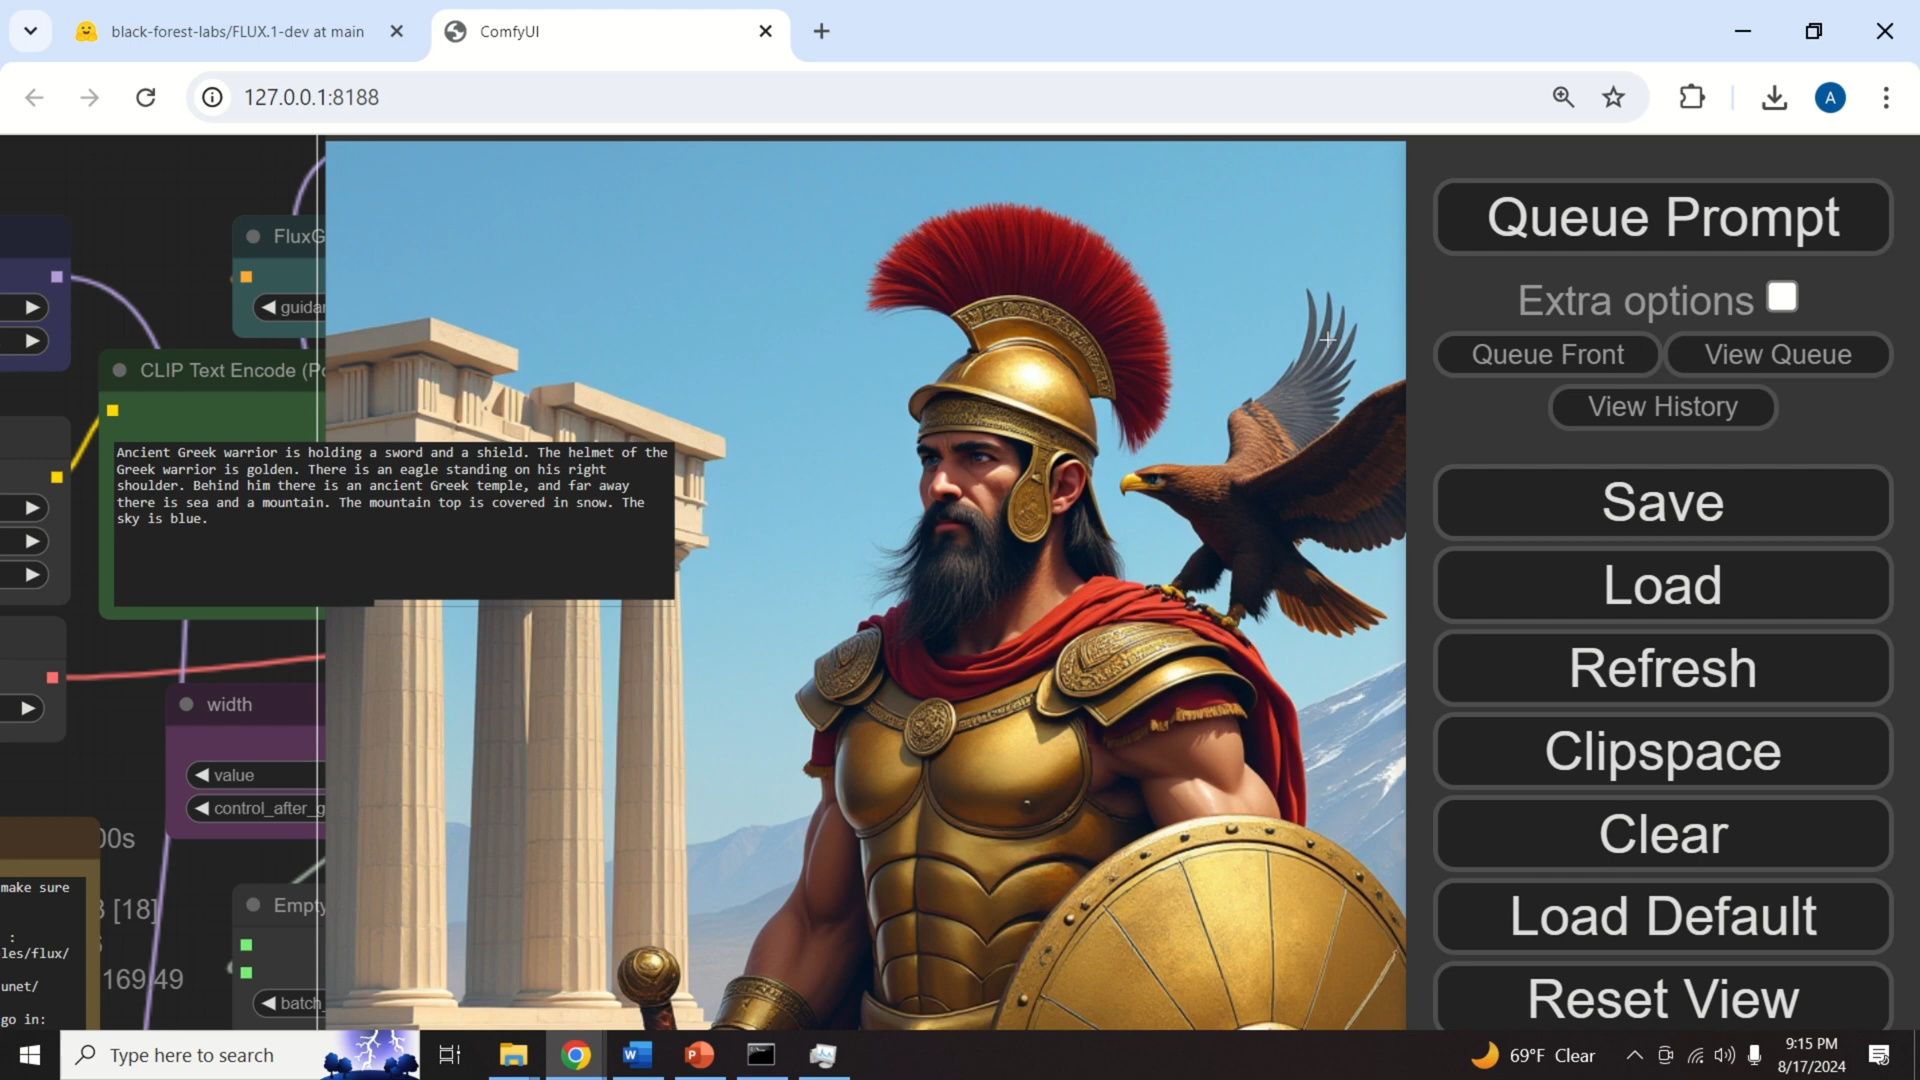 black-forest-labs/FLUX.1-dev at main
ComfyUI
127.0.0.1:8188
A
FluxG
guidar
CLIP Text Encode (Po
Ancient Greek warrior is holding a sword and a shield. The helmet of the
Greek warrior is golden. There is an eagle standing on his right
shoulder. Behind him there is an ancient Greek temple, and far away
there is sea and a mountain. The mountain top is covered in snow. The
sky is blue.
width
value
control_after_g
00s
make sure
[18]
:
les/flux/
169.49
unet/
go in:
Empty
batch_
Queue Prompt
Extra options
Queue Front
View Queue
View History
Save
Load
Refresh
Clipspace
Clear
Load Default
Reset View
Type here to search
69°F Clear
9:15 PM
8/17/2024